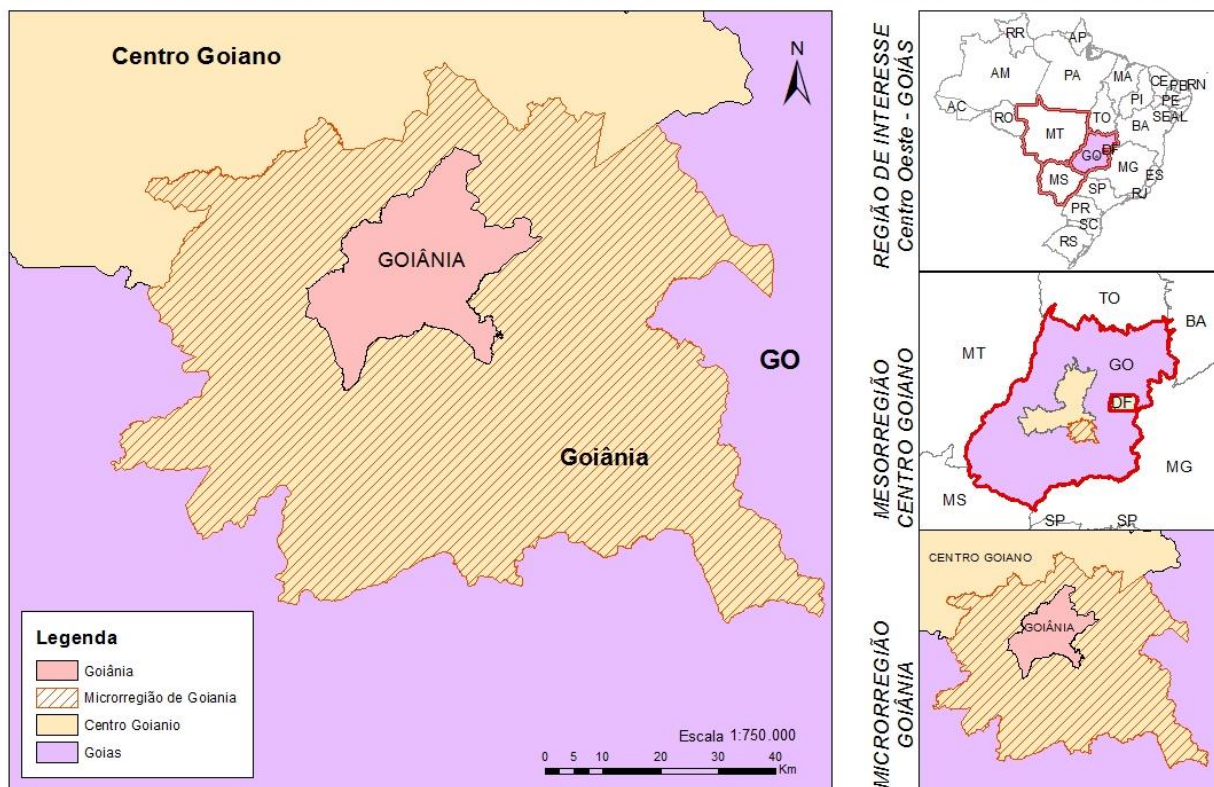 Centro Goiano
N
GOIÂNIA
GO
Goiânia
Legenda
Goiânia
Microrregião de Goiania
Centro Goianio
Goias
Escala 1:750.000
0 5 10 20 30 40
Km
REGIÃO DE INTERESSE
Centro Oeste - GOIÁS
RR
AP
AM
PA
MA
CE
RN
PB
PI
PE
AC
RO
TO
SE
AL
MT
BA
DF
GO
MG
MS
ES
SP
RJ
PR
SC
RS
MESORREGIÃO
CENTRO GOIANO
TO
BA
MT
GO
DF
MG
MS
SP
SP
MICRORREGIÃO
GOIÂNIA
CENTRO GOIANO
GOIÂNIA